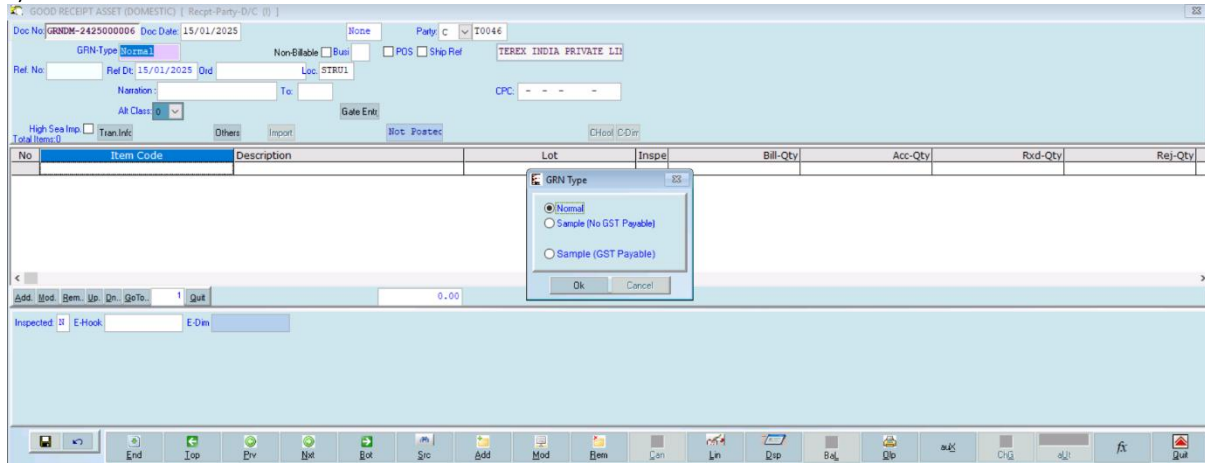 GOOD RECEIPT ASSET (DOMESTIC) [ Recpt-Party-D/C (I) ]
Doc No: GRNDM-2425000006 Doc Date: 15/01/2025 None Party: C T0046
GRN-Type Normal Non-Billable Busi POS Ship Ref TEREX INDIA PRIVATE LIM
Ref. No: Ref Dt: 15/01/2025 Ord Loc. STRU1
Narration: To: CPC: - - - -
Alt Class: 0 Gate Entr
High Sea Imp. Tran.Info Others Import Not Postec CHool C-Dim
Total Items:0
No Item Code Description Lot Inspe Bill-Qty Acc-Qty Rxd-Qty Rej-Qty
GRN Type
Normal
Sample (No GST Payable)
Sample (GST Payable)
Ok Cancel
Add. Mod. Rem.. Up. Dn.. GoTo.. 1 Quit 0.00
Inspected: N E-Hook E-Dim
End Top Prv Nxt Bot Src Add Mod Rem Can Lin Dsp BaL Olp auX ChG aUt fx Quit